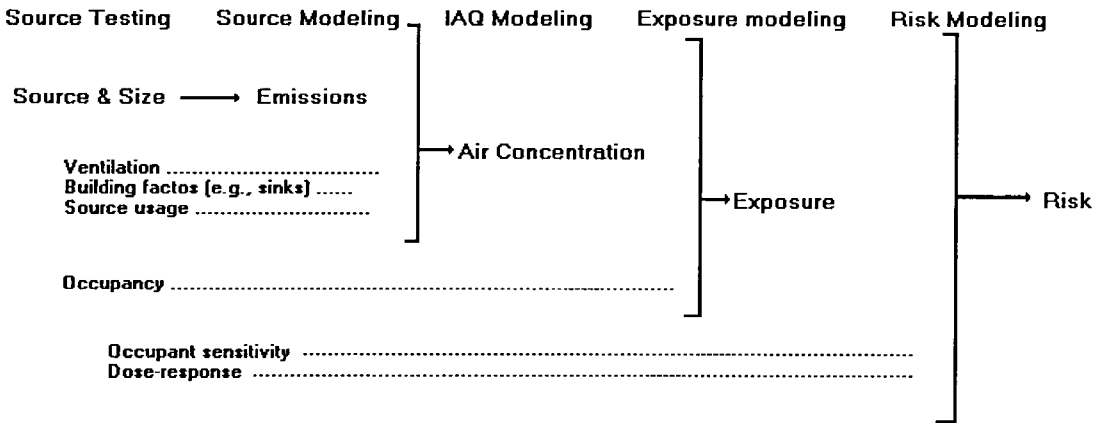 Source Testing Source Modeling IAQ Modeling Exposure modeling Risk Modeling
Source & Size Emissions
Air Concentration
Ventilation ........................................
Building factos (e.g., sinks) ......
Source usage ................................
Exposure Risk
Occupancy ........................................................................
Occupant sensitivity ........................................................................
Dose-response ................................................................................